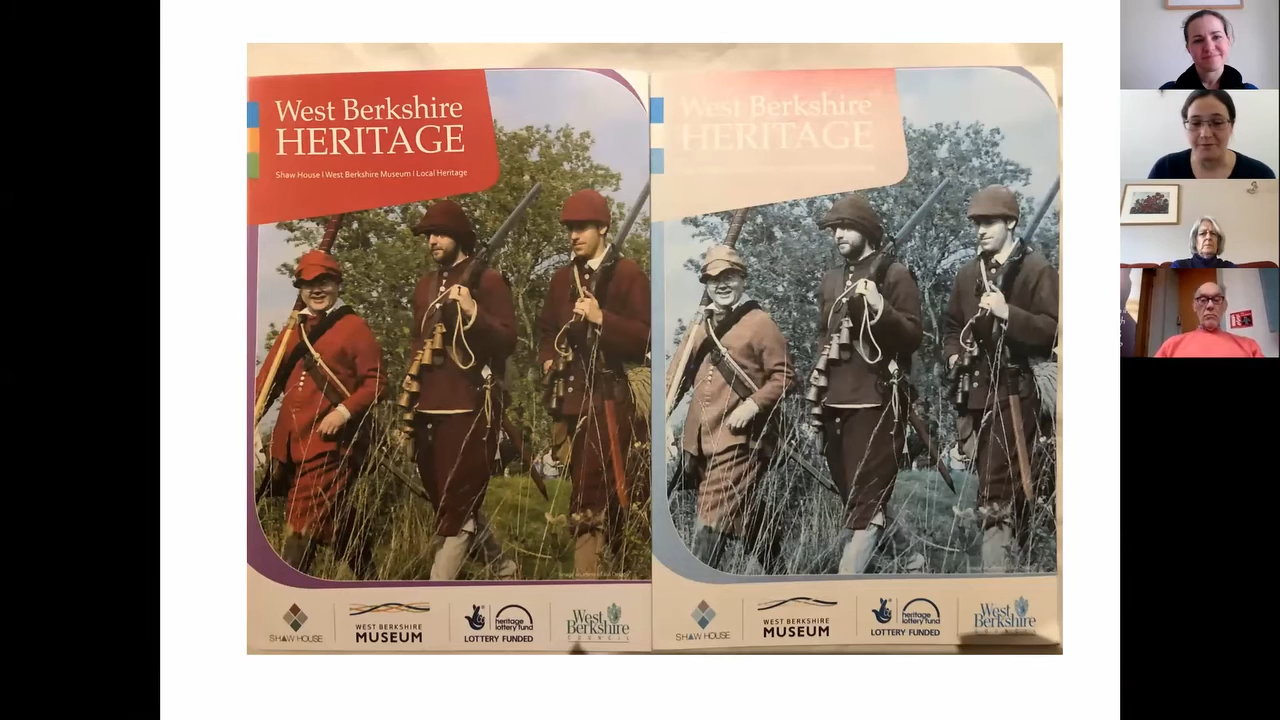 West Berkshire
HERITAGE
Shaw House | West Berkshire Museum | Local Heritage
SHAW HOUSE
WEST BERKSHIRE
MUSEUM
heritage
lottery fund
LOTTERY FUNDED
West
Berkshire
COUNCIL
West Berkshire
HERITAGE
SHAW HOUSE
WEST BERKSHIRE
MUSEUM
heritage
lottery fund
LOTTERY FUNDED
West
Berkshire
COUNCIL